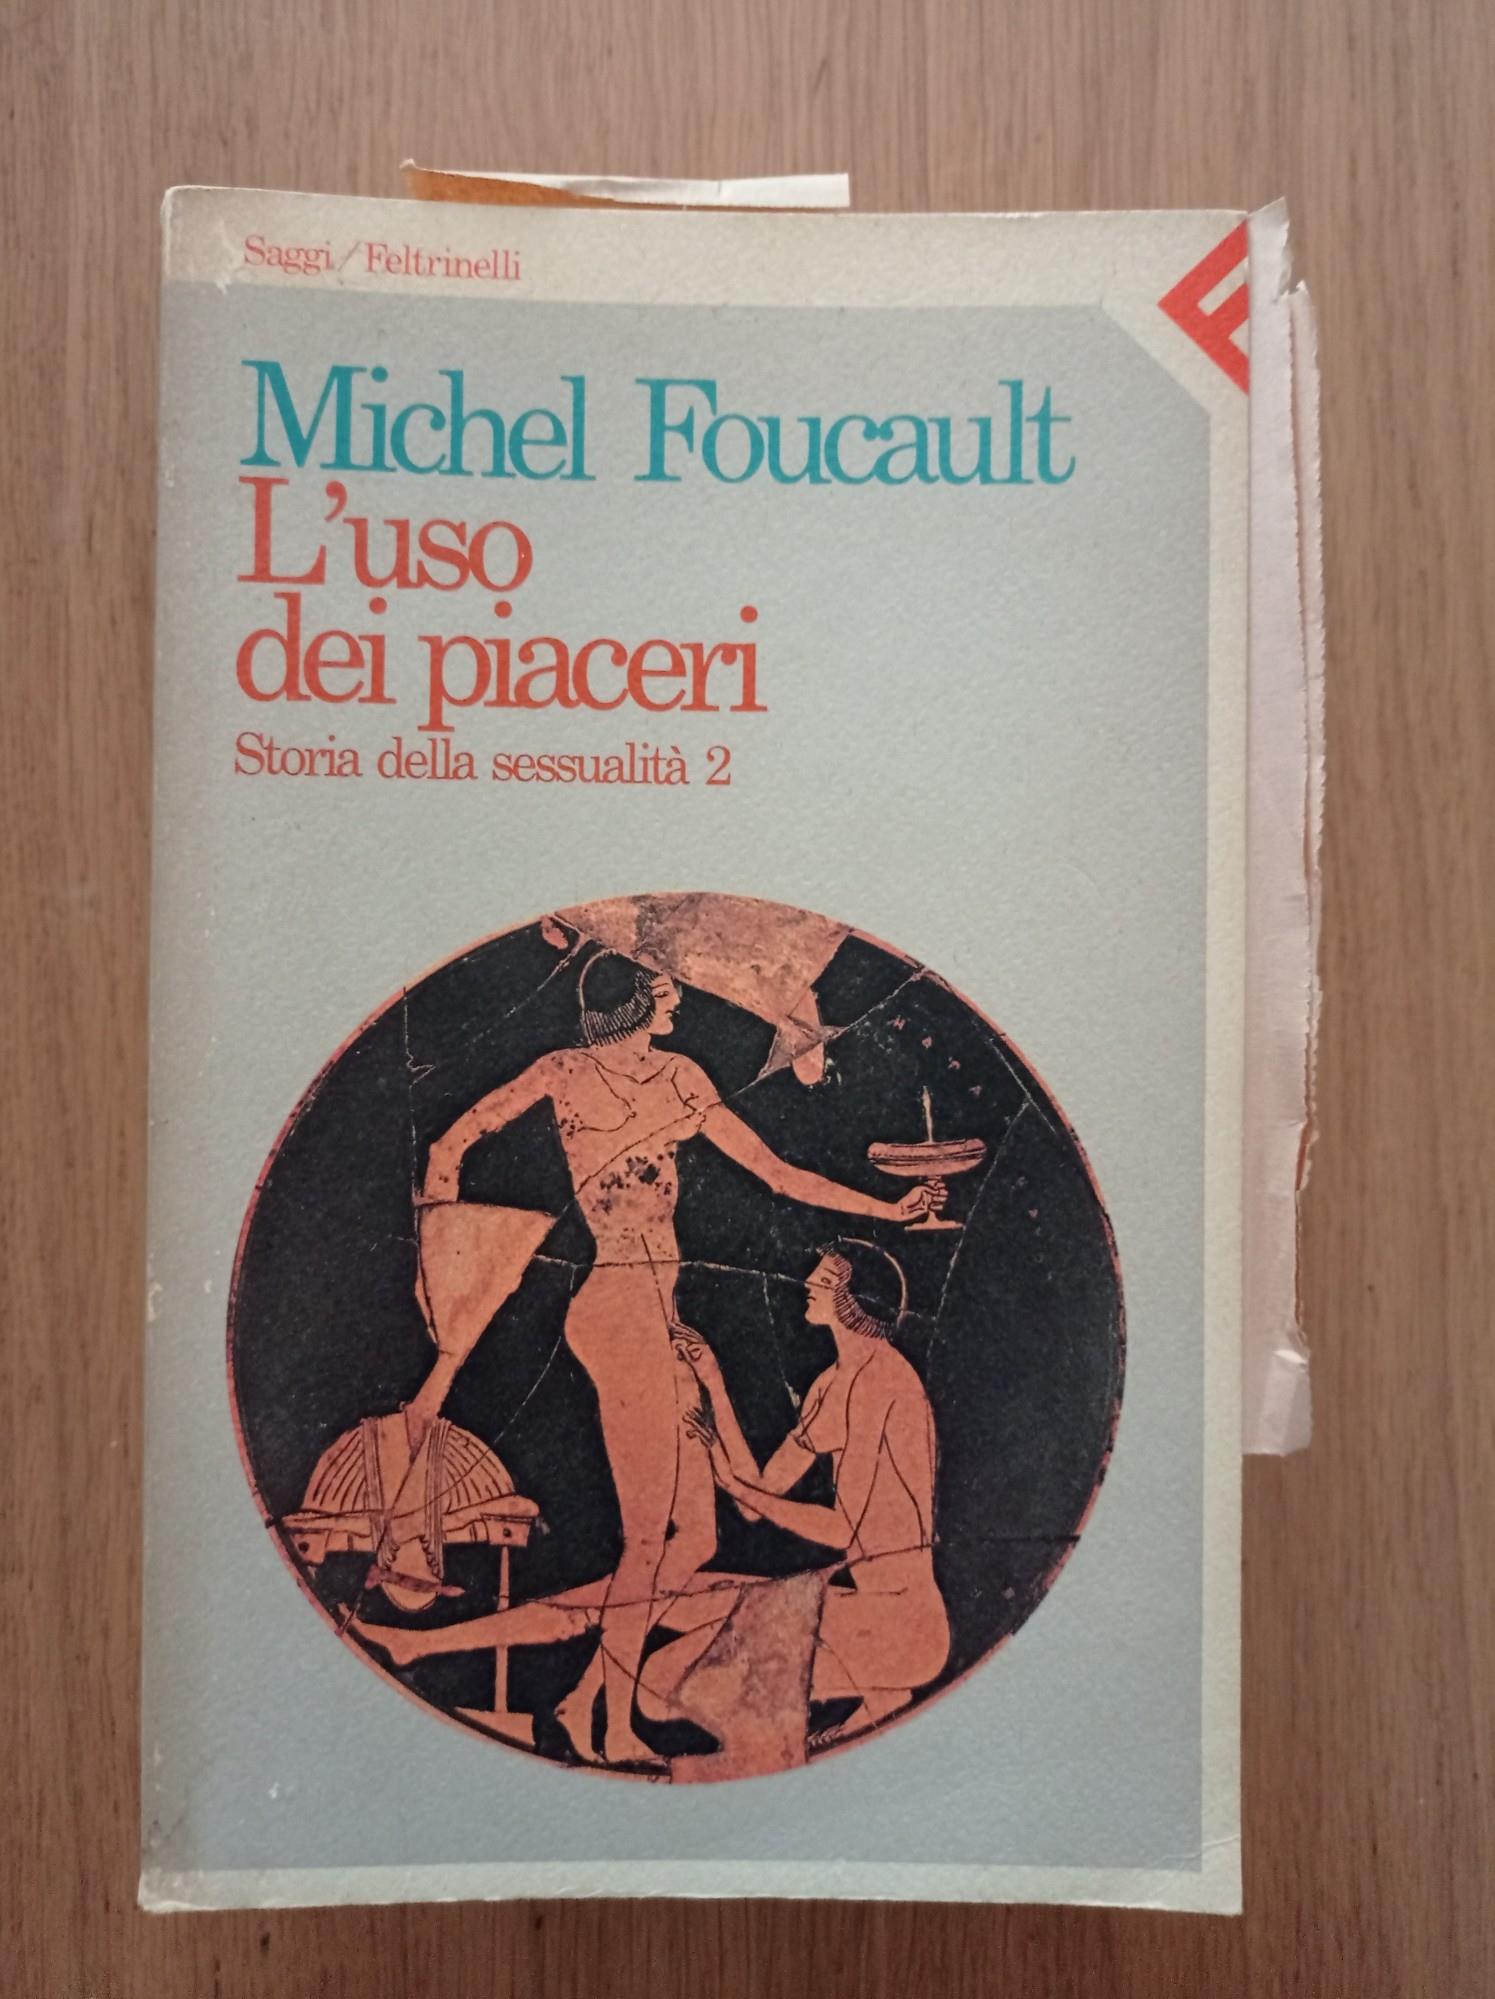 Saggi/Feltrinelli
F
Michel Foucault
L'uso
dei piaceri
Storia della sessualità 2